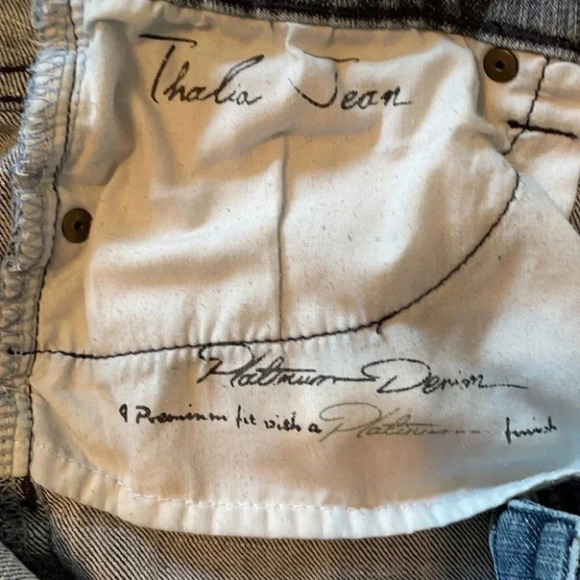 Thalia Jean
Platinum Denim
A Premium fit with a Platinum finish